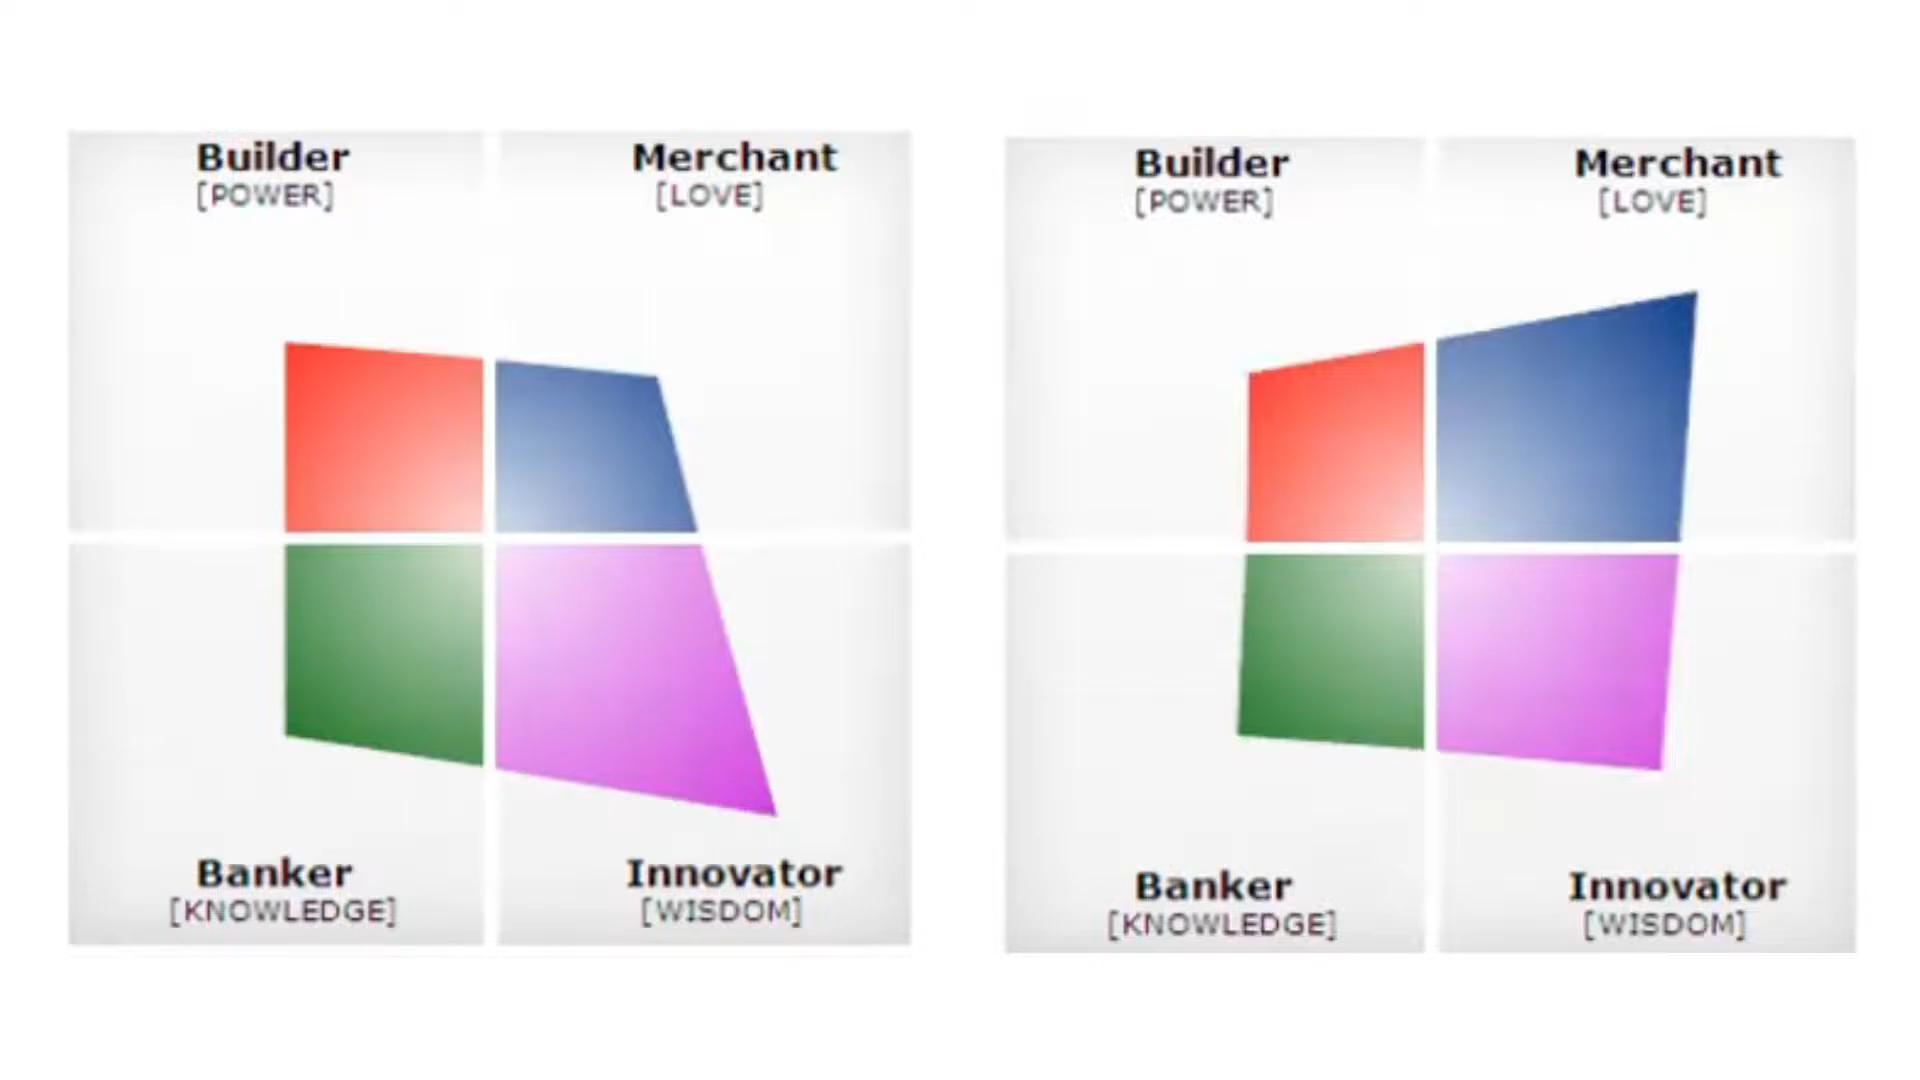 Builder
[POWER]
Merchant
[LOVE]
Banker
[KNOWLEDGE]
Innovator
[WISDOM]
Builder
[POWER]
Merchant
[LOVE]
Banker
[KNOWLEDGE]
Innovator
[WISDOM]